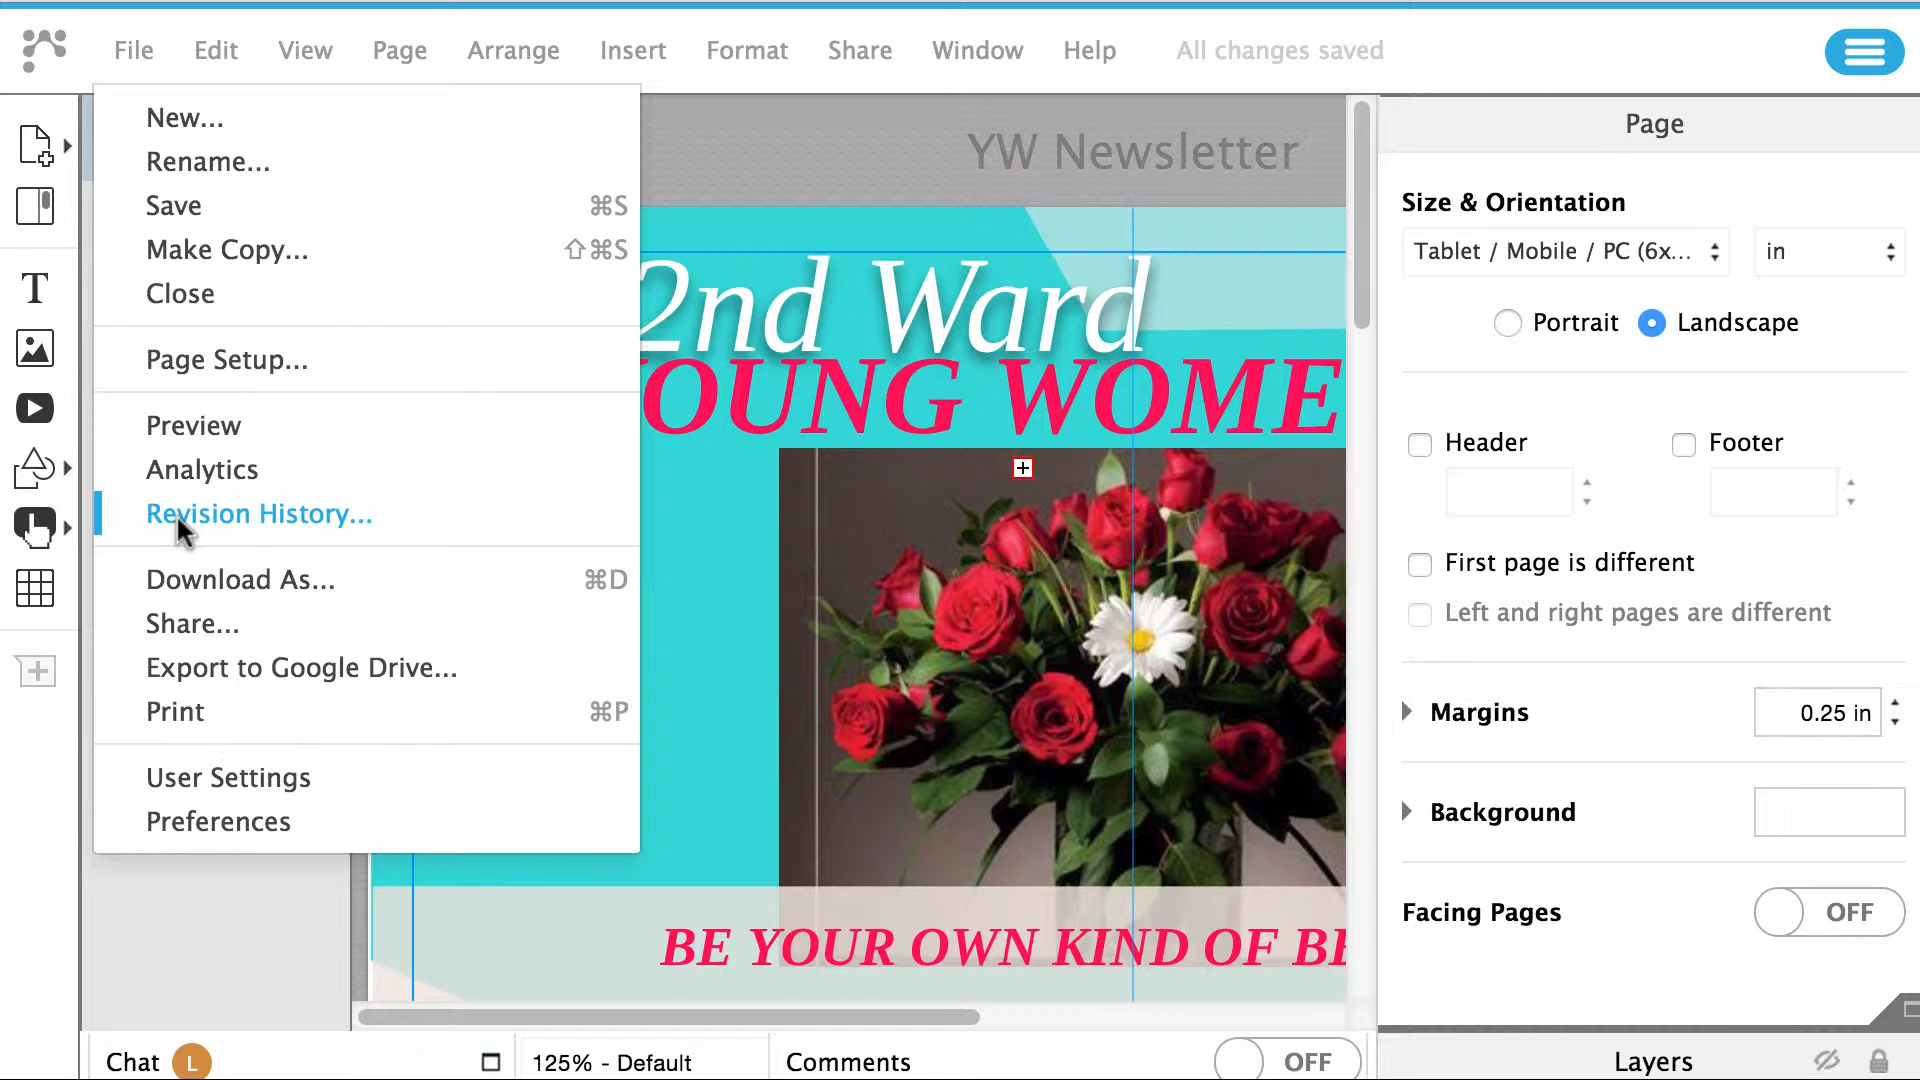 File Edit View Page Arrange Insert Format Share Window Help All changes saved
New...
Rename...
Save ⌘S
Make Copy... ⇧⌘S
Close
Page Setup...
Preview
Analytics
Revision History...
Download As... ⌘D
Share...
Export to Google Drive...
Print ⌘P
User Settings
Preferences
YW Newsletter
2nd Ward
OUNG WOME
BE YOUR OWN KIND OF BE
Page
Size & Orientation
Tablet / Mobile / PC (6x... in
Portrait Landscape
Header Footer
First page is different
Left and right pages are different
Margins 0.25 in
Background
Facing Pages OFF
Chat L 125% - Default Comments OFF Layers